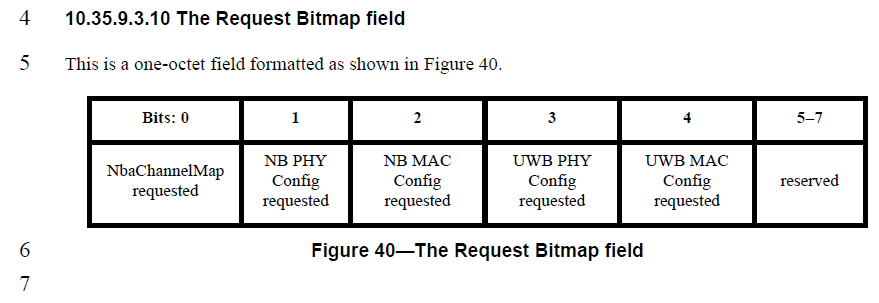 4 10.35.9.3.10 The Request Bitmap field
5 This is a one-octet field formatted as shown in Figure 40.
Bits: 0 1 2 3 4 5–7
NbaChannelMap requested NB PHY Config requested NB MAC Config requested UWB PHY Config requested UWB MAC Config requested reserved
6 Figure 40—The Request Bitmap field
7